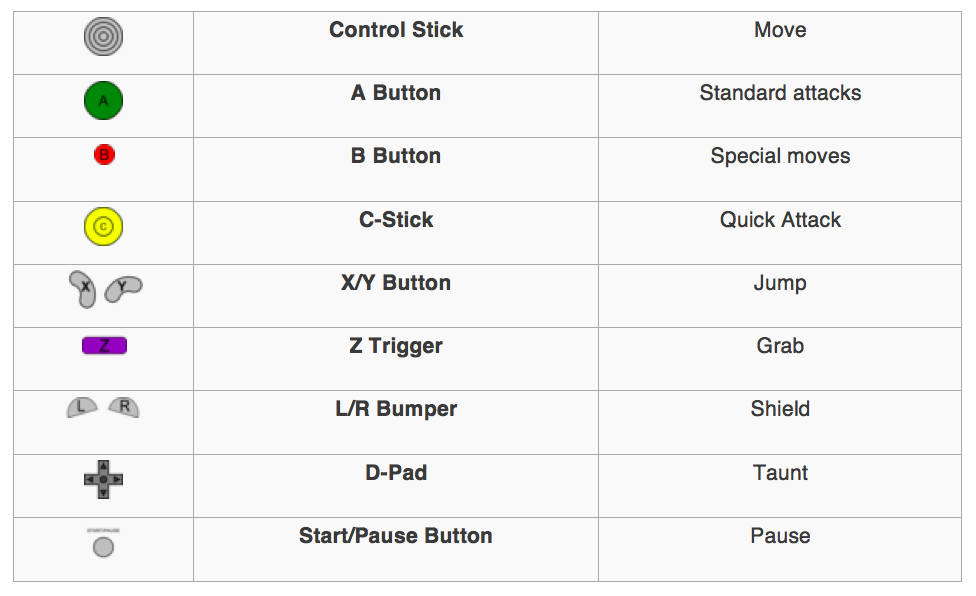 Control Stick Move
A A Button Standard attacks
B B Button Special moves
C C-Stick Quick Attack
X Y X/Y Button Jump
Z Z Trigger Grab
L R L/R Bumper Shield
D-Pad Taunt
START/PAUSE
Start/Pause Button Pause